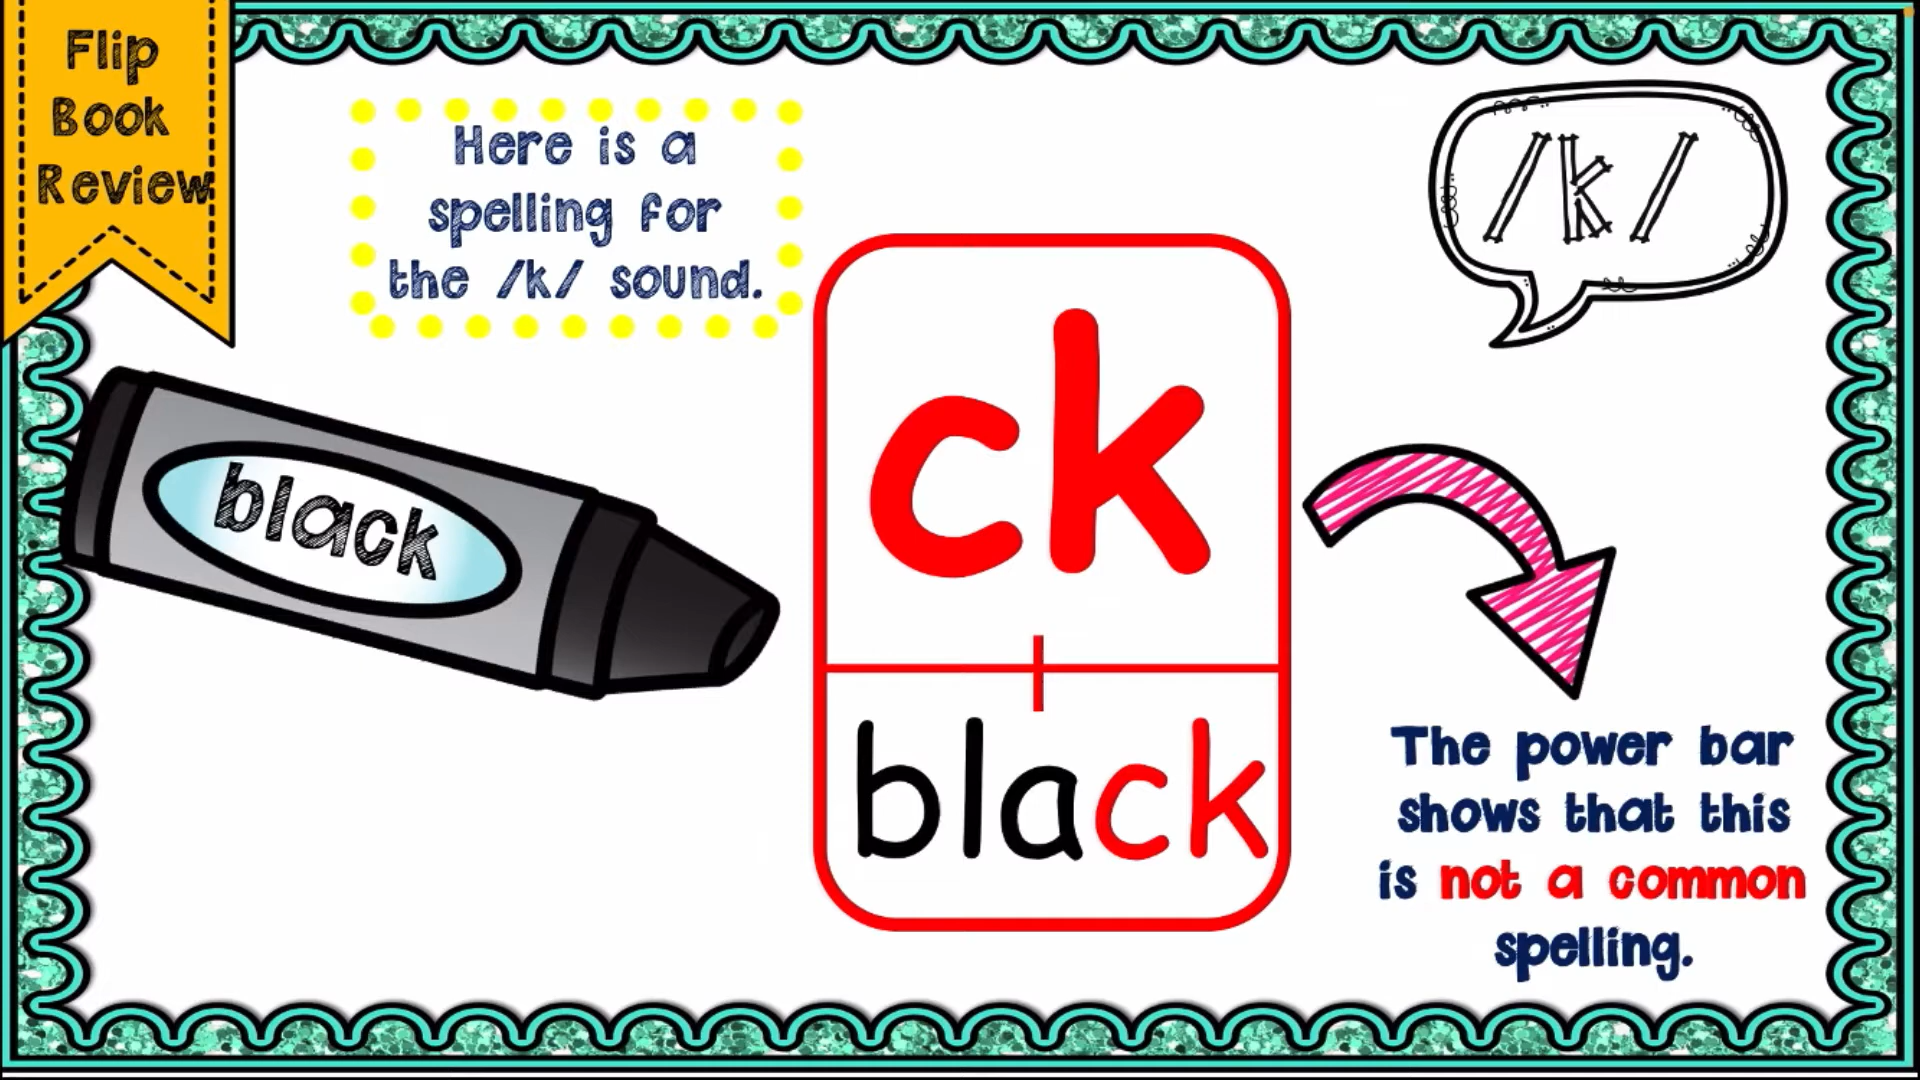 Flip
Book
Review
Here is a
spelling for
the /k/ sound.
/k/
black
ck
black
The power bar
shows that this
is not a common
spelling.